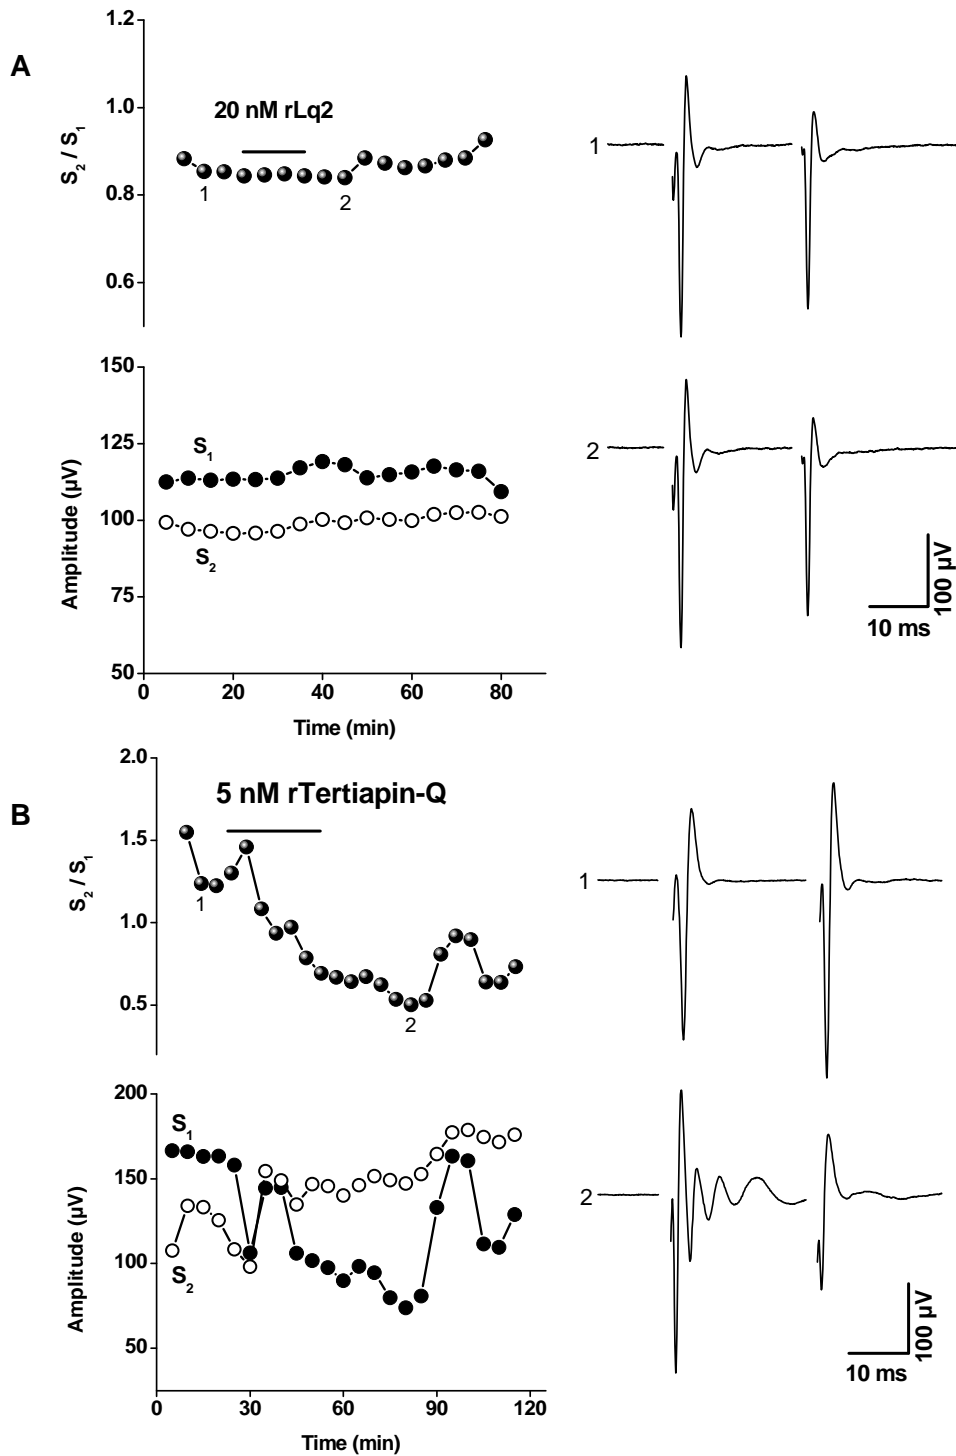 A
1.2
1.0
0.8
0.6
S2 / S1
20 nM rLq2
1
2
1
150
125
100
75
50
Amplitude (µV)
S1
S2
0
20
40
60
80
Time (min)
2
100 µV
10 ms
B
2.0
1.5
1.0
0.5
S2 / S1
5 nM rTertiapin-Q
1
2
1
200
150
100
50
Amplitude (µV)
S1
S2
0
30
60
90
120
Time (min)
2
100 µV
10 ms